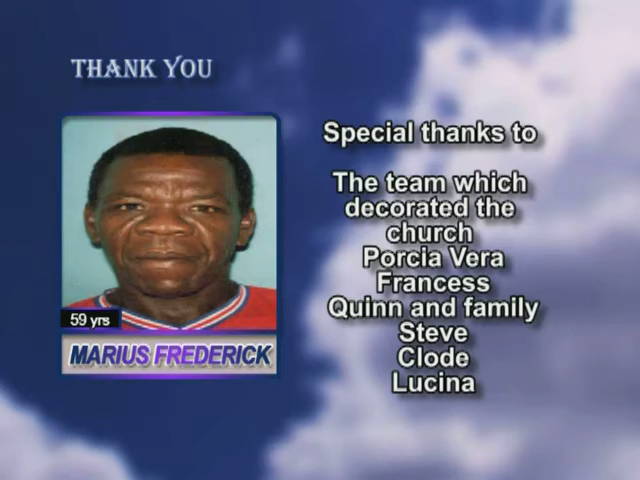 THANK YOU
59 yrs
MARIUS FREDERICK
Special thanks to
The team which
decorated the
church
Porcia Vera
Francess
Quinn and family
Steve
Clode
Lucina